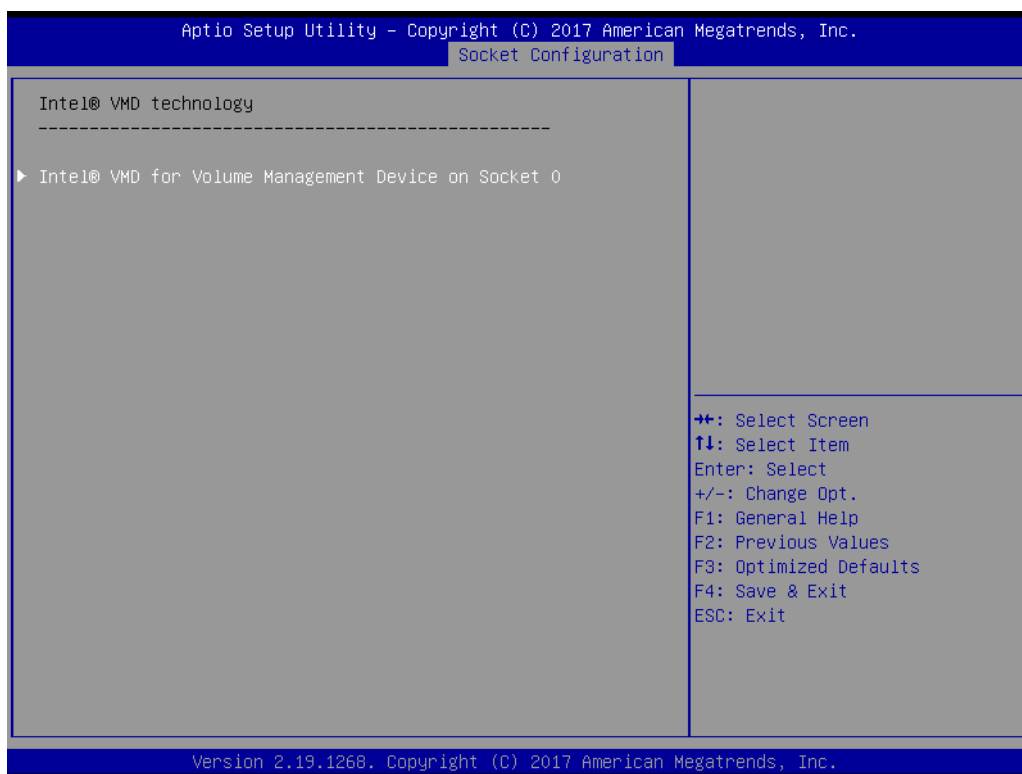 Aptio Setup Utility – Copyright (C) 2017 American Megatrends, Inc.
Socket Configuration
Intel® VMD technology
--------------------------------------------------
▶ Intel® VMD for Volume Management Device on Socket 0
→←: Select Screen
↑↓: Select Item
Enter: Select
+/-: Change Opt.
F1: General Help
F2: Previous Values
F3: Optimized Defaults
F4: Save & Exit
ESC: Exit
Version 2.19.1268. Copyright (C) 2017 American Megatrends, Inc.